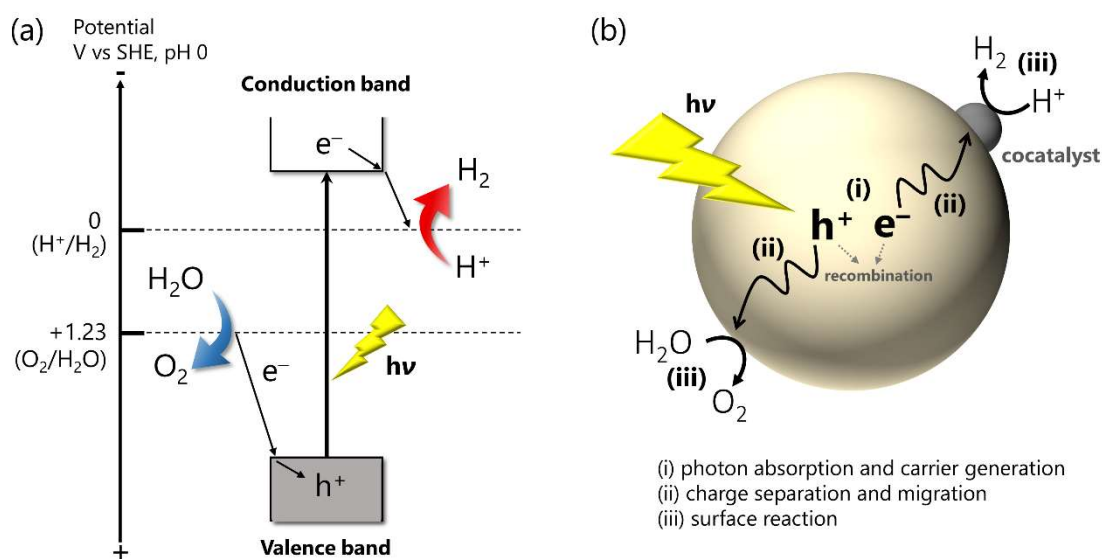 (a)
Potential
V vs SHE, pH 0
-
Conduction band
e⁻
H₂
0
(H⁺/H₂)
H⁺
H₂O
+1.23
(O₂/H₂O)
O₂
e⁻
hν
h⁺
Valence band
+
(b)
H₂
(iii)
H⁺
hν
cocatalyst
(i)
(ii)
h⁺ e⁻
(ii)
recombination
H₂O
(iii)
O₂
(i) photon absorption and carrier generation
(ii) charge separation and migration
(iii) surface reaction